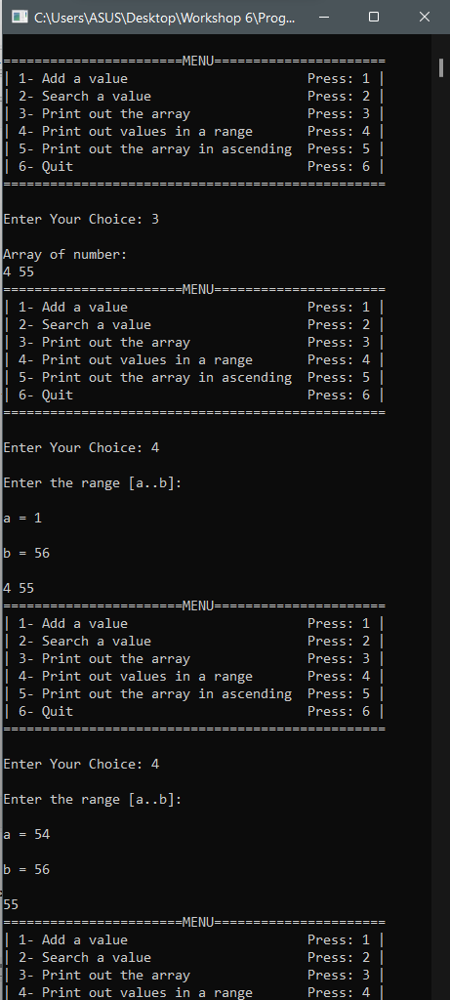 C:\Users\ASUS\Desktop\Workshop 6\Prog...
=======================MENU======================
| 1- Add a value                       Press: 1 |
| 2- Search a value                    Press: 2 |
| 3- Print out the array               Press: 3 |
| 4- Print out values in a range       Press: 4 |
| 5- Print out the array in ascending  Press: 5 |
| 6- Quit                              Press: 6 |
=================================================
Enter Your Choice: 3
Array of number:
4 55
=======================MENU======================
| 1- Add a value                       Press: 1 |
| 2- Search a value                    Press: 2 |
| 3- Print out the array               Press: 3 |
| 4- Print out values in a range       Press: 4 |
| 5- Print out the array in ascending  Press: 5 |
| 6- Quit                              Press: 6 |
=================================================
Enter Your Choice: 4
Enter the range [a..b]:
a = 1
b = 56
4 55
=======================MENU======================
| 1- Add a value                       Press: 1 |
| 2- Search a value                    Press: 2 |
| 3- Print out the array               Press: 3 |
| 4- Print out values in a range       Press: 4 |
| 5- Print out the array in ascending  Press: 5 |
| 6- Quit                              Press: 6 |
=================================================
Enter Your Choice: 4
Enter the range [a..b]:
a = 54
b = 56
55
=======================MENU======================
| 1- Add a value                       Press: 1 |
| 2- Search a value                    Press: 2 |
| 3- Print out the array               Press: 3 |
| 4- Print out values in a range       Press: 4 |